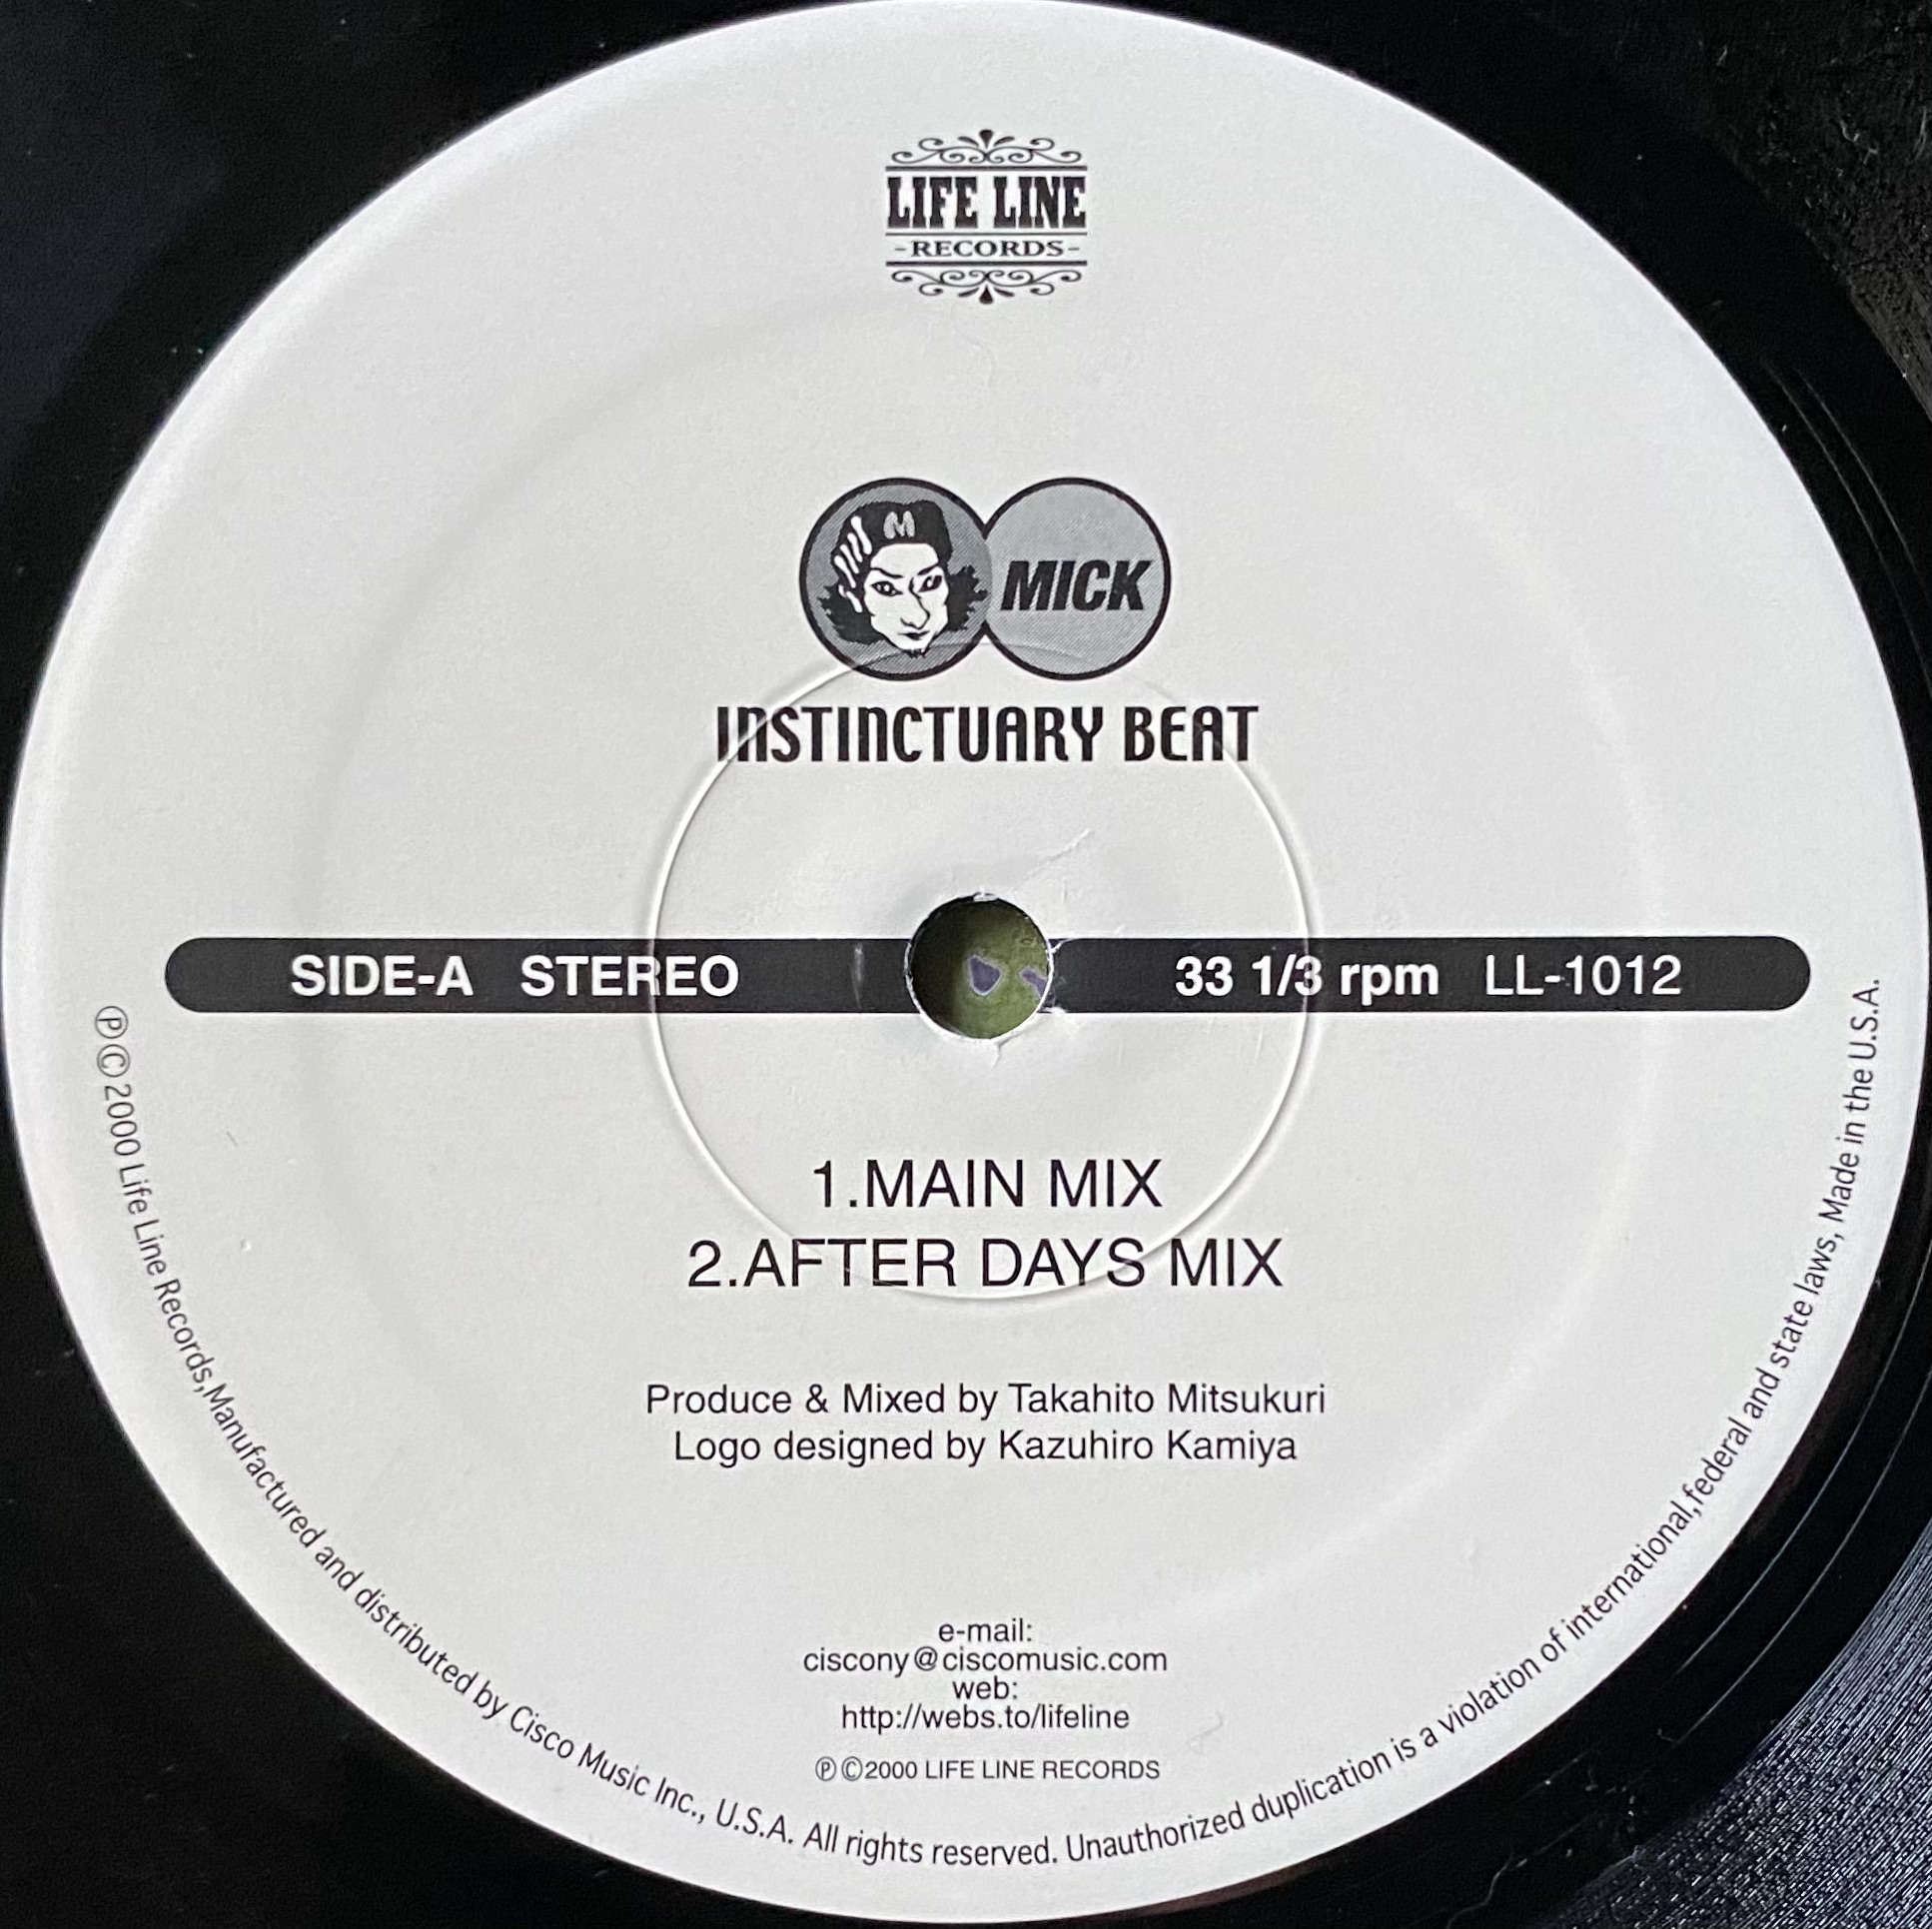 LIFE LINE
-RECORDS-
M
MICK
INSTINCTUARY BEAT
SIDE-A STEREO
33 1/3 rpm LL-1012
1.MAIN MIX
2.AFTER DAYS MIX
Produce & Mixed by Takahito Mitsukuri
Logo designed by Kazuhiro Kamiya
e-mail:
ciscony@ciscomusic.com
web:
http://webs.to/lifeline
ⓅⒸ2000 LIFE LINE RECORDS
ⓅⒸ2000 Life Line Records,Manufactured and distributed by Cisco Music Inc., U.S.A. All rights reserved. Unauthorized duplication is a violation of international,federal and state laws, Made in the U.S.A.